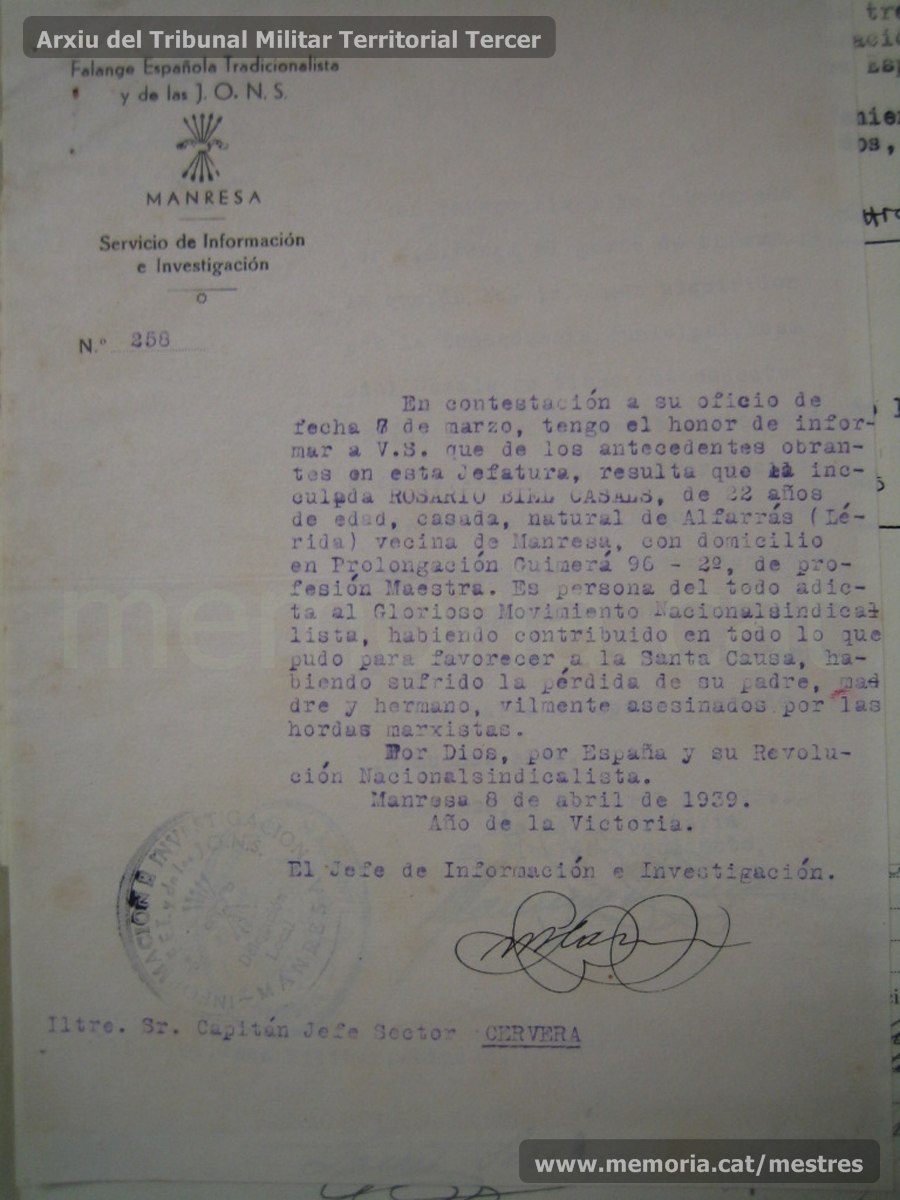 Arxiu del Tribunal Militar Territorial Tercer
Falange Española Tradicionalista
y de las J. O. N. S.
MANRESA
Servicio de Información
e Investigación
N.º 258
En contestación a su oficio de
fecha 7 de marzo, tengo el honor de infor-
mar a V.S. que de los antecedentes obran-
tes en esta Jefatura, resulta que la inc-
culpada ROSARIO BIEL CASALS, de 22 años
de edad, casada, natural de Alfarrás (Lé-
rida) vecina de Manresa, con domicilio
en Prolongación Guimerá 96 - 2º, de pro-
fesión Maestra. Es persona del todo adic-
ta al Glorioso Movimiento Nacionalsindical
lista, habiendo contribuido en todo lo que
pudo para favorecer a la Santa Causa, ha-
biendo sufrido la pérdida de su padre, mad
dre y hermano, vilmente asesinados por las
hordas marxistas.
Por Dios, por España y su Revolu-
ción Nacionalsindicalista.
Manresa 8 de abril de 1939.
Año de la Victoria.
El Jefe de Información e Investigación.
Iltre. Sr. Capitán Jefe Sector CERVERA
www.memoria.cat/mestres